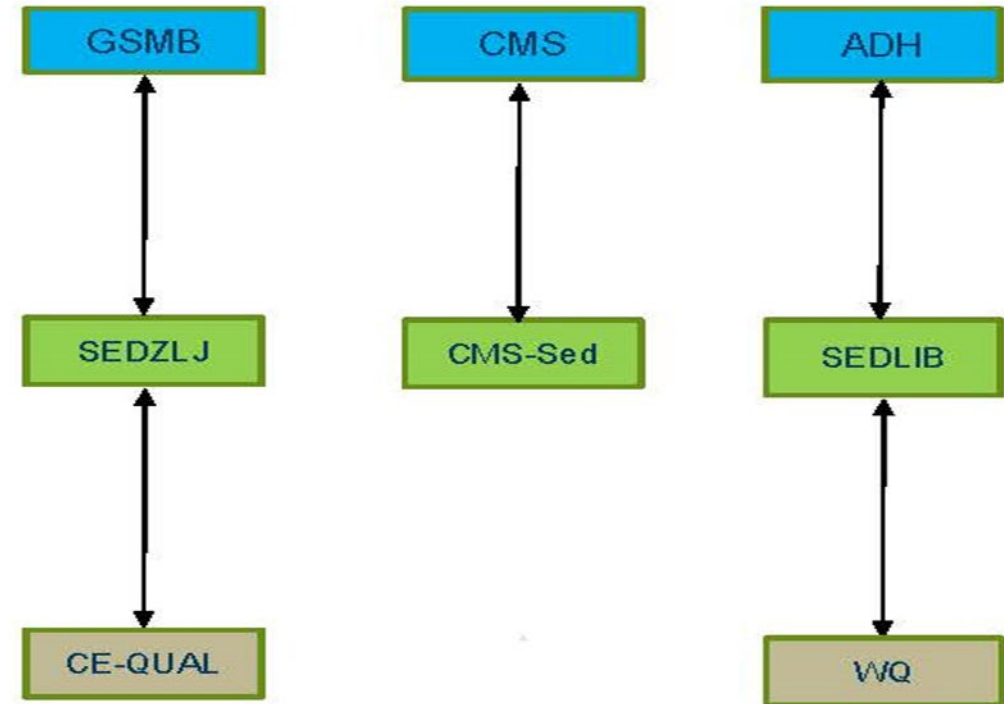 GSMB
CMS
ADH
SEDZLJ
CMS-Sed
SEDLIB
CE-QUAL
WQ